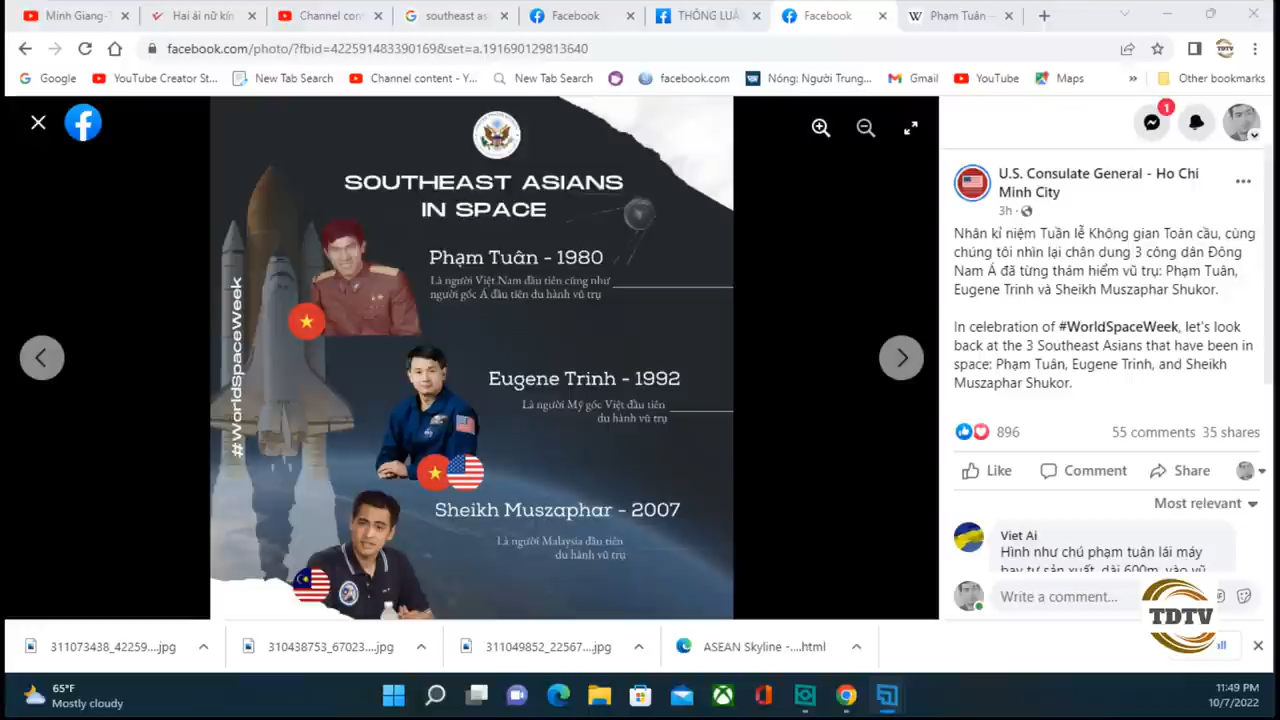 Minh Giang-
Hai ái nữ kín
Channel con
southeast as
Facebook
THÔNG LUẬ
Facebook
Phạm Tuân –
facebook.com/photo/?fbid=422591483390169&set=a.191690129813640
Google
YouTube Creator St...
New Tab Search
Channel content - Y...
New Tab Search
facebook.com
Nóng: Người Trung...
Gmail
YouTube
Maps
»
Other bookmarks
SOUTHEAST ASIANS
IN SPACE
#WorldSpaceWeek
Phạm Tuân - 1980
Là người Việt Nam đầu tiên cũng như
người gốc Á đầu tiên du hành vũ trụ
Eugene Trinh - 1992
Là người Mỹ gốc Việt đầu tiên
du hành vũ trụ
Sheikh Muszaphar - 2007
Là người Malaysia đầu tiên
du hành vũ trụ
1
U.S. Consulate General - Ho Chi
Minh City
3h ·
Nhân kỉ niệm Tuần lễ Không gian Toàn cầu, cùng
chúng tôi nhìn lại chân dung 3 công dân Đông
Nam Á đã từng thám hiểm vũ trụ: Phạm Tuân,
Eugene Trinh và Sheikh Muszaphar Shukor.
In celebration of #WorldSpaceWeek, let's look
back at the 3 Southeast Asians that have been in
space: Phạm Tuân, Eugene Trinh, and Sheikh
Muszaphar Shukor.
896
55 comments 35 shares
Like
Comment
Share
Most relevant
Viet Ai
Hình như chú phạm tuân lái máy
bay tự sản xuất, dài 600m, vào vũ
Write a comment...
TDTV
311073438_42259....jpg
310438753_67023....jpg
311049852_22567....jpg
ASEAN Skyline -....html
all
65°F
Mostly cloudy
11:49 PM
10/7/2022